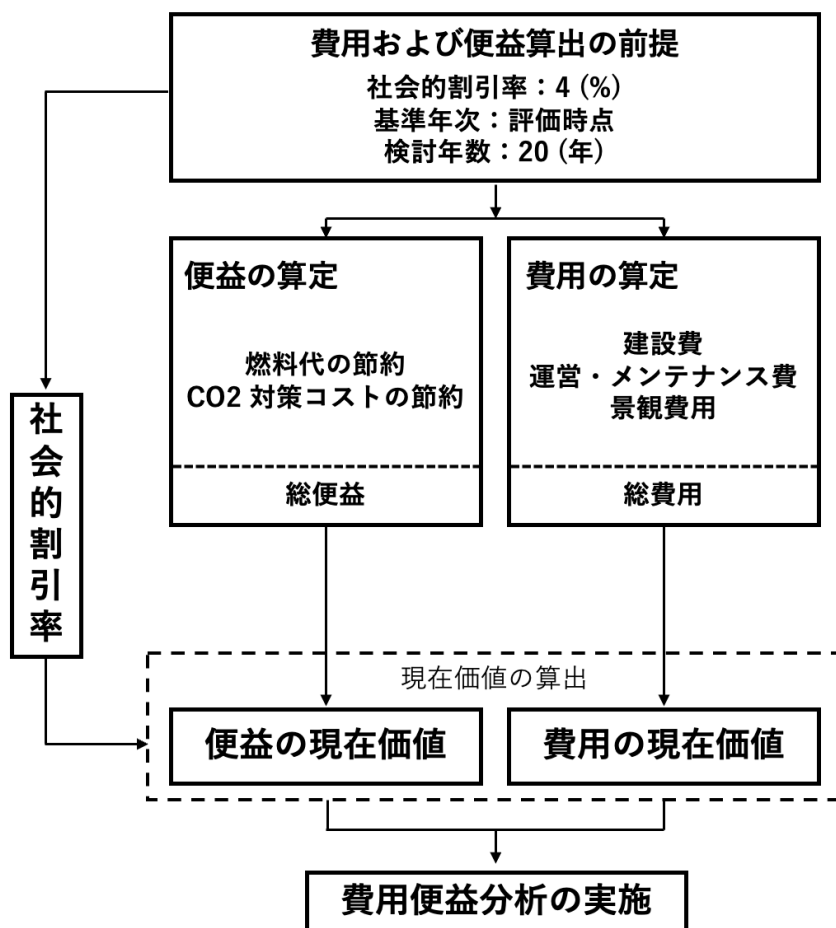 費用および便益算出の前提
社会的割引率：4 (%)
基準年次：評価時点
検討年数：20 (年)
便益の算定
燃料代の節約
CO2 対策コストの節約
総便益
費用の算定
建設費
運営・メンテナンス費
景観費用
総費用
社会的割引率
現在価値の算出
便益の現在価値
費用の現在価値
費用便益分析の実施